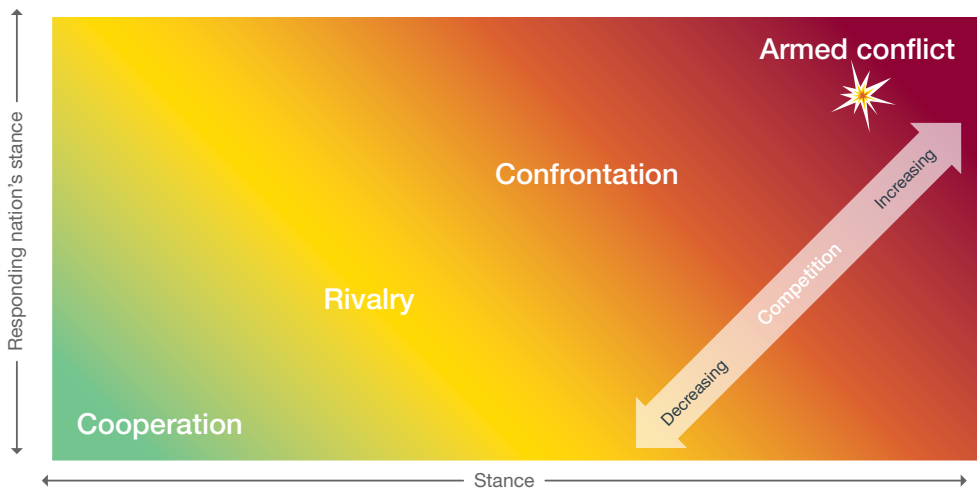 Armed conflict
Confrontation
Rivalry
Cooperation
Increasing
Competition
Decreasing
Responding nation’s stance
Stance